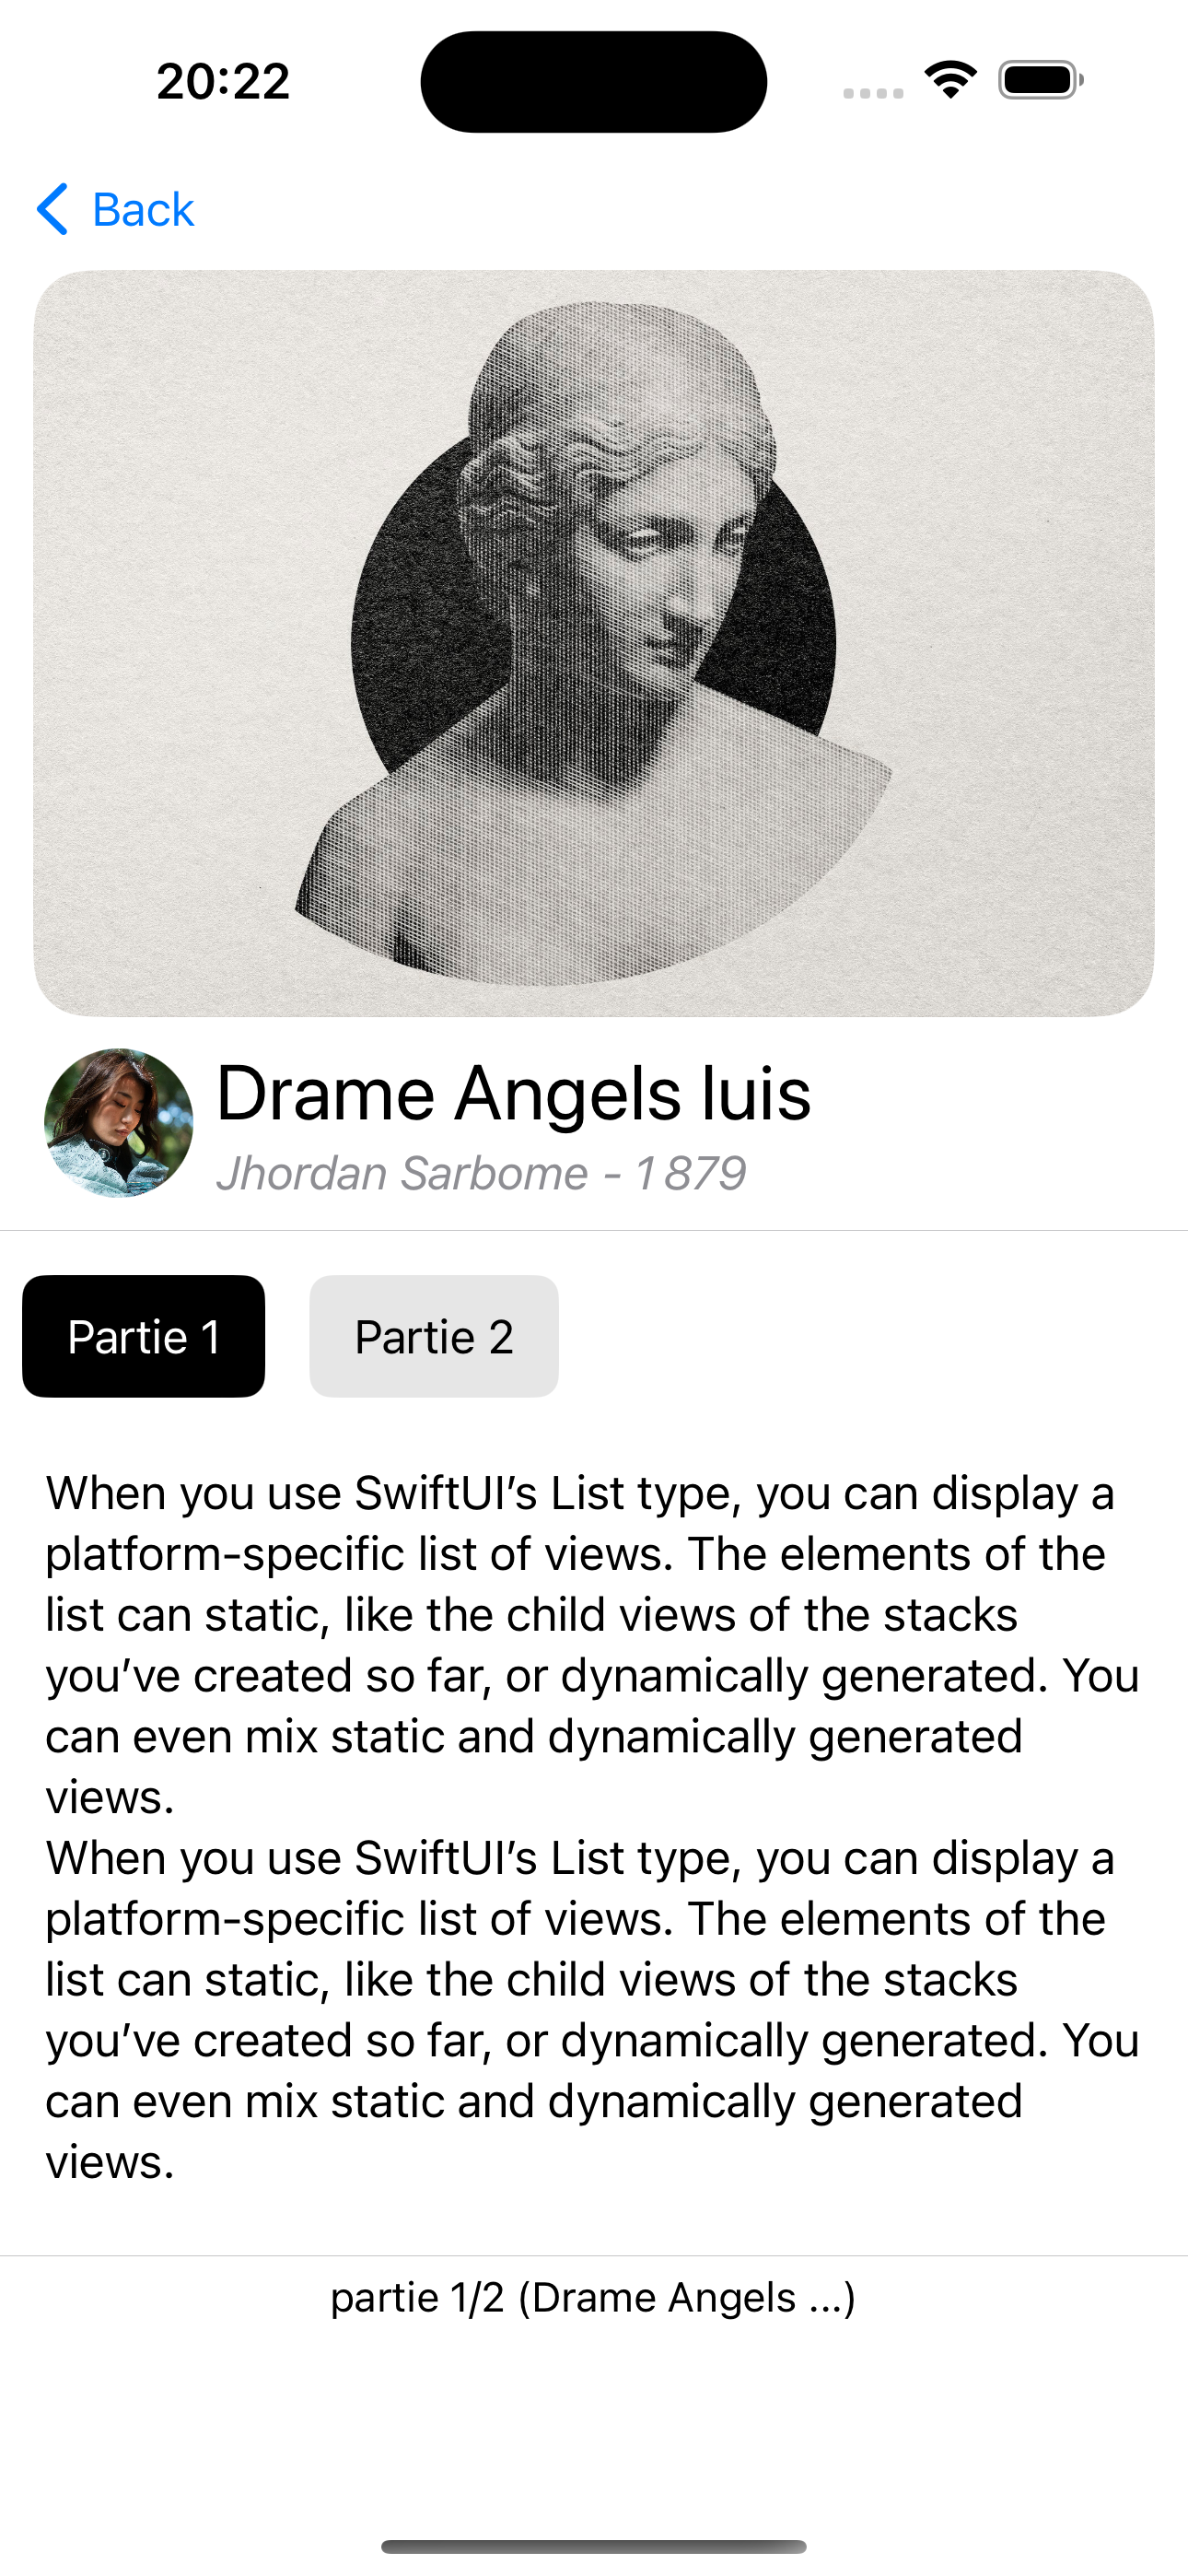 20:22
Back
Drame Angels luis
Jhordan Sarbome - 1 879
Partie 1
Partie 2
When you use SwiftUI’s List type, you can display a
platform-specific list of views. The elements of the
list can static, like the child views of the stacks
you’ve created so far, or dynamically generated. You
can even mix static and dynamically generated
views.
When you use SwiftUI’s List type, you can display a
platform-specific list of views. The elements of the
list can static, like the child views of the stacks
you’ve created so far, or dynamically generated. You
can even mix static and dynamically generated
views.
partie 1/2 (Drame Angels ...)